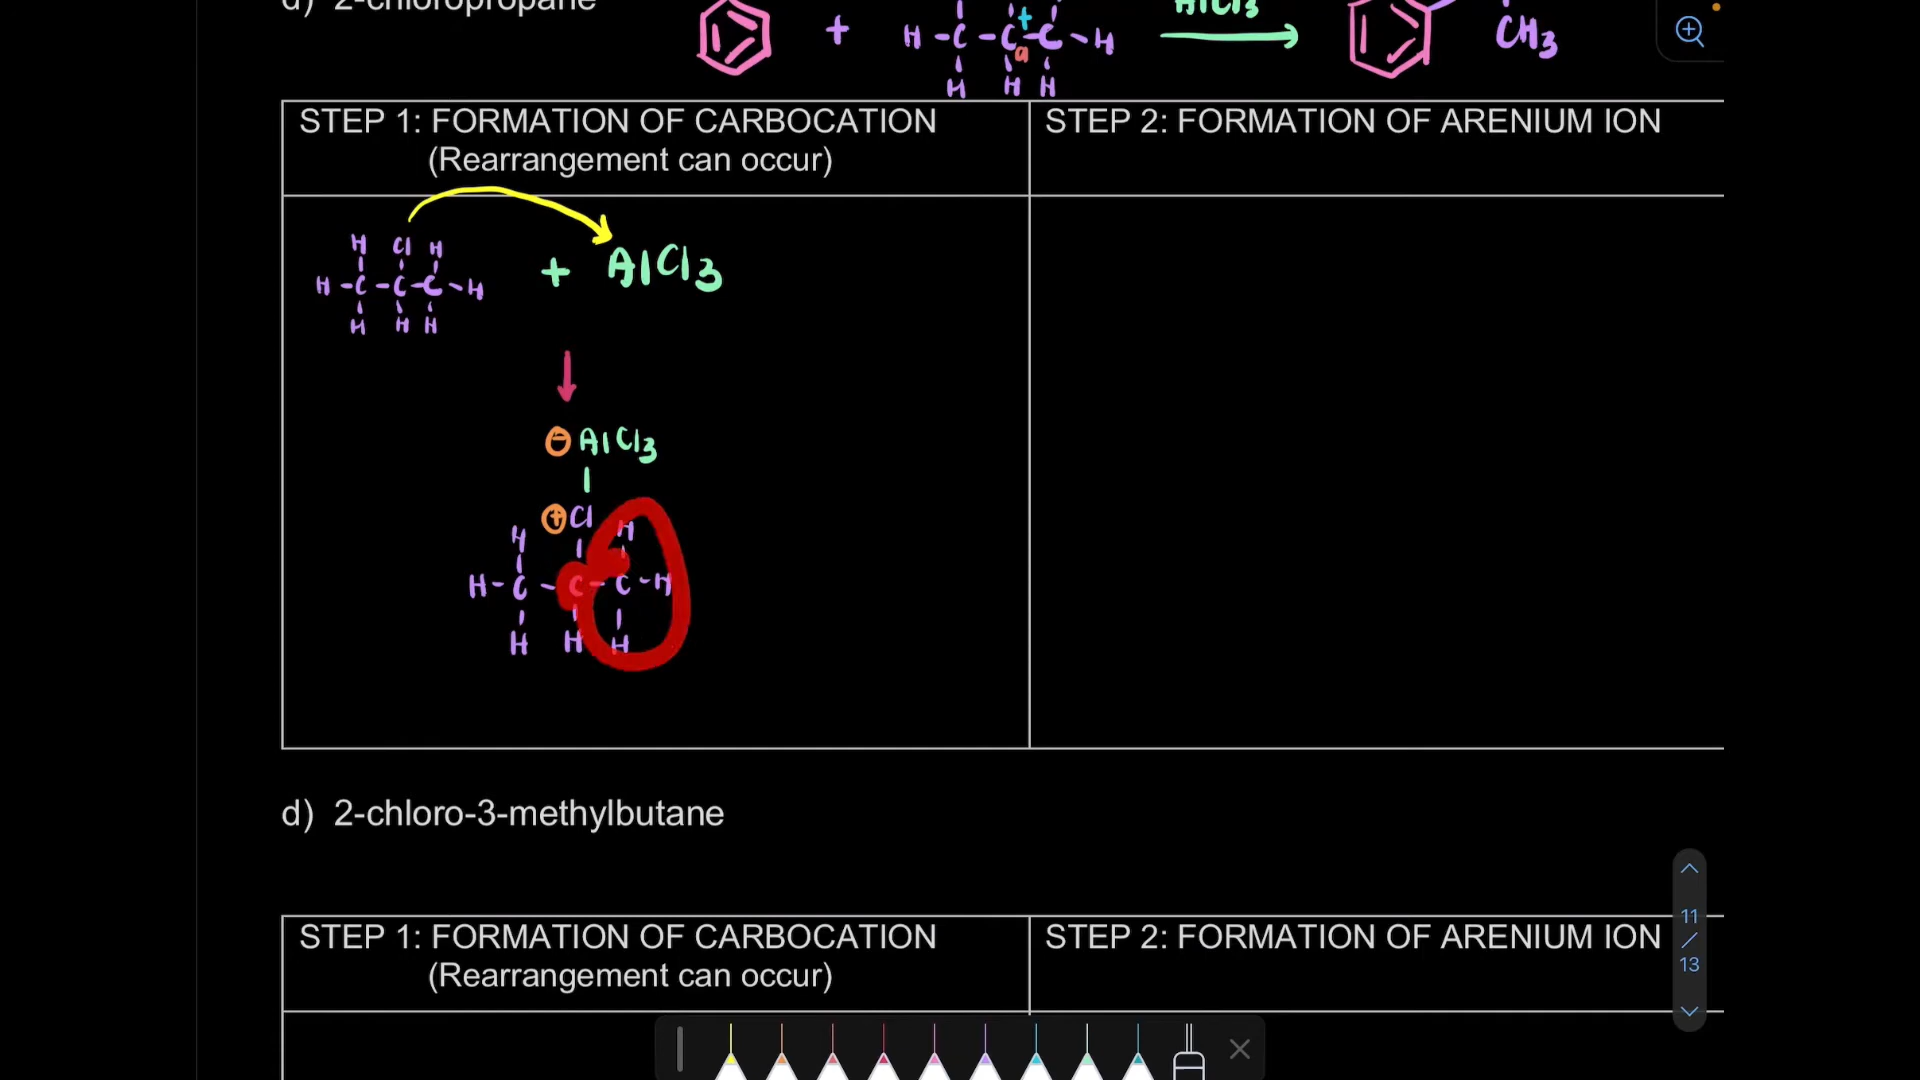 d) 2-chloropropane
AlCl3
+ H-C-C-C-H CH3
+
a
H H H
STEP 1: FORMATION OF CARBOCATION
(Rearrangement can occur)
STEP 2: FORMATION OF ARENIUM ION
H Cl H
H-C-C-C-H + AlCl3
H H H
⊖ AlCl3
⊕ Cl
H H
H-C-C-C-H
H H H
d) 2-chloro-3-methylbutane
STEP 1: FORMATION OF CARBOCATION
(Rearrangement can occur)
STEP 2: FORMATION OF ARENIUM ION
11
/
13